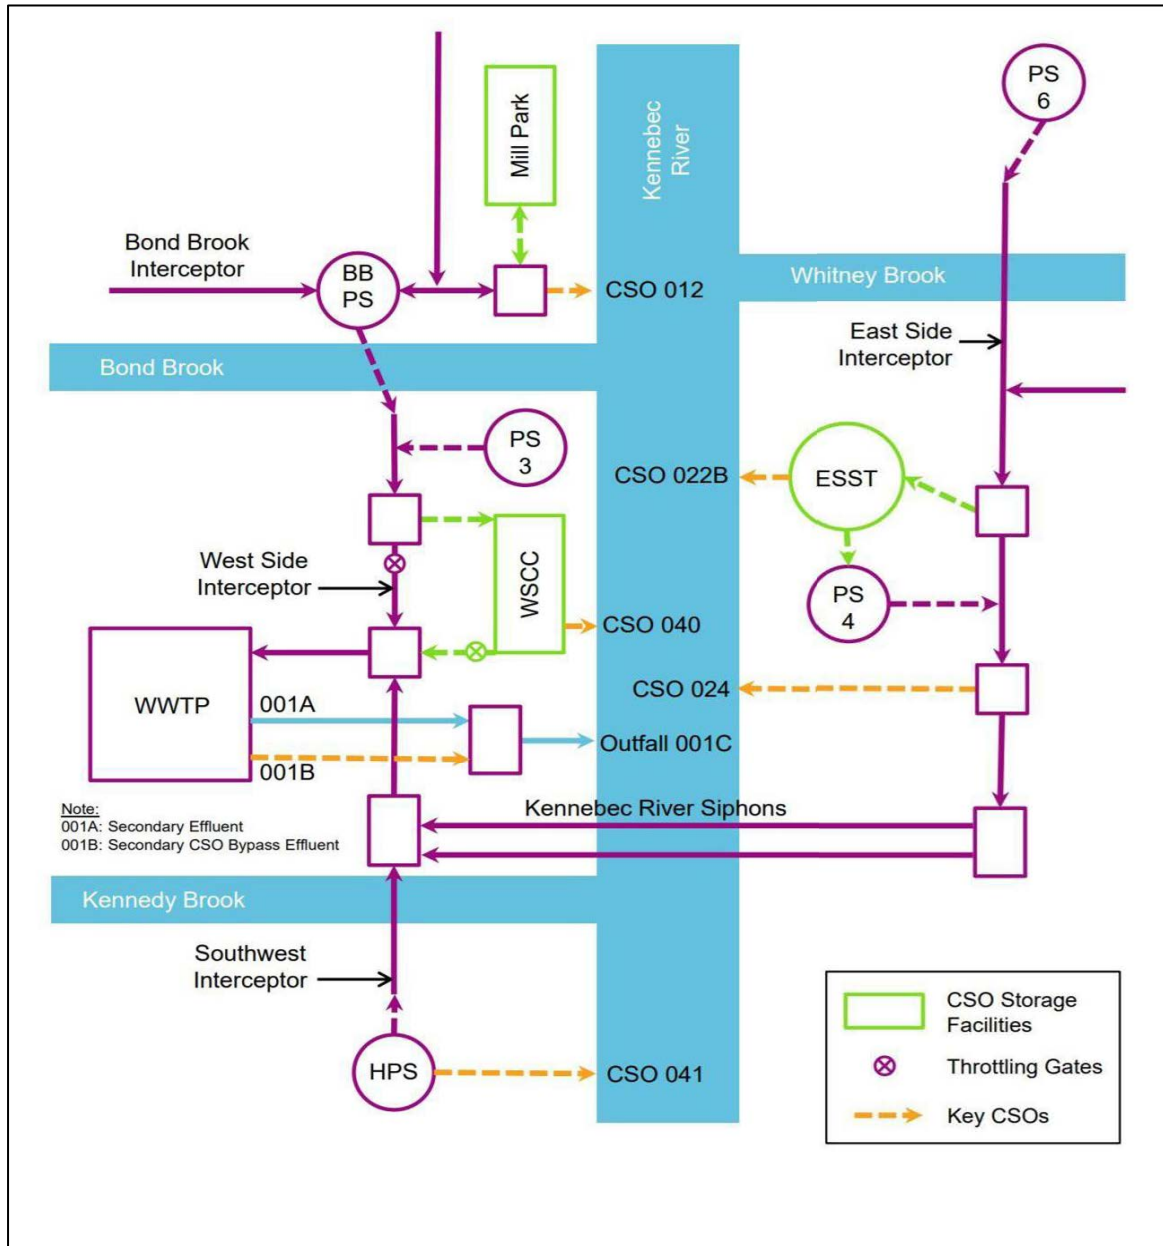 PS
6
Mill Park
Kennebec
River
Bond Brook
Interceptor
BB
PS
CSO 012
Whitney Brook
East Side
Interceptor
Bond Brook
PS
3
CSO 022B
ESST
West Side
Interceptor
WSCC
PS
4
CSO 040
CSO 024
WWTP
001A
Outfall 001C
001B
Note:
001A: Secondary Effluent
001B: Secondary CSO Bypass Effluent
Kennebec River Siphons
Kennedy Brook
Southwest
Interceptor
HPS
CSO 041
CSO Storage
Facilities
Throttling Gates
Key CSOs